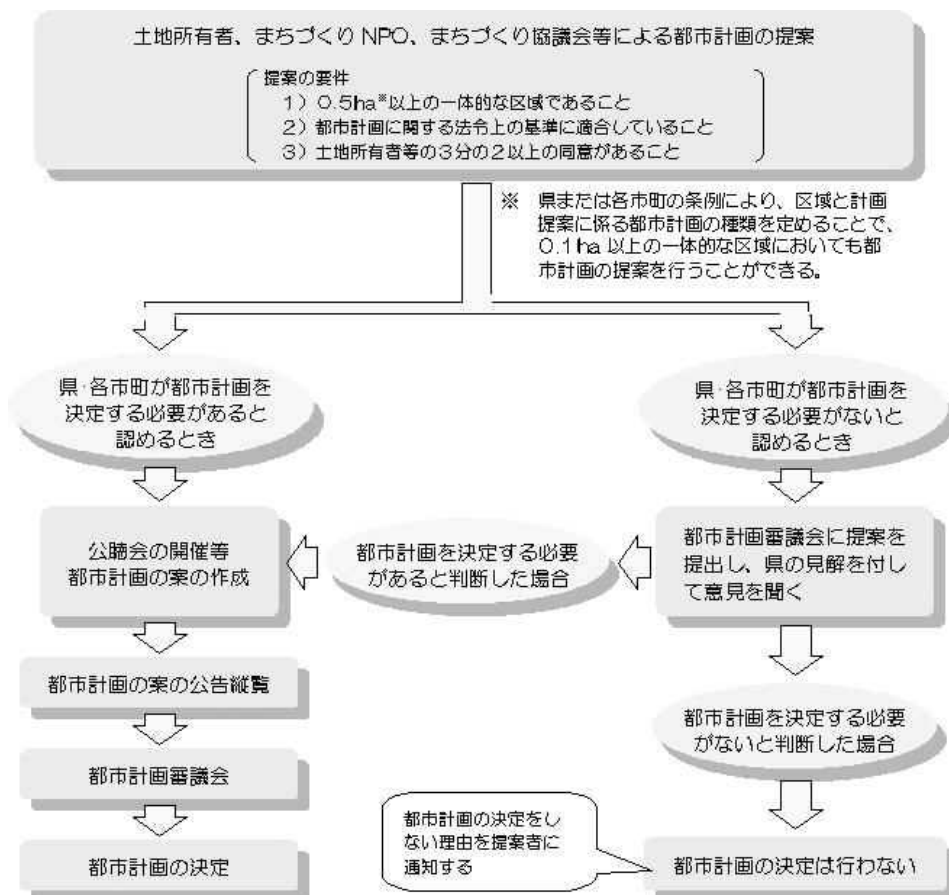 土地所有者、まちづくりNPO、まちづくり協議会等による都市計画の提案
提案の要件
1）0.5ha※以上の一体的な区域であること
2）都市計画に関する法令上の基準に適合していること
3）土地所有者等の3分の2以上の同意があること
※ 県または各市町の条例により、区域と計画
提案に係る都市計画の種類を定めることで、
0.1ha以上の一体的な区域においても都
市計画の提案を行うことができる。
県・各市町が都市計画を
決定する必要があると
認めるとき
県・各市町が都市計画を
決定する必要がないと
認めるとき
公聴会の開催等
都市計画の案の作成
都市計画を決定する必要
があると判断した場合
都市計画審議会に提案を
提出し、県の見解を付し
て意見を聞く
都市計画の案の公告縦覧
都市計画を決定する必要
がないと判断した場合
都市計画審議会
都市計画の決定をし
ない理由を提案者に
通知する
都市計画の決定
都市計画の決定は行わない